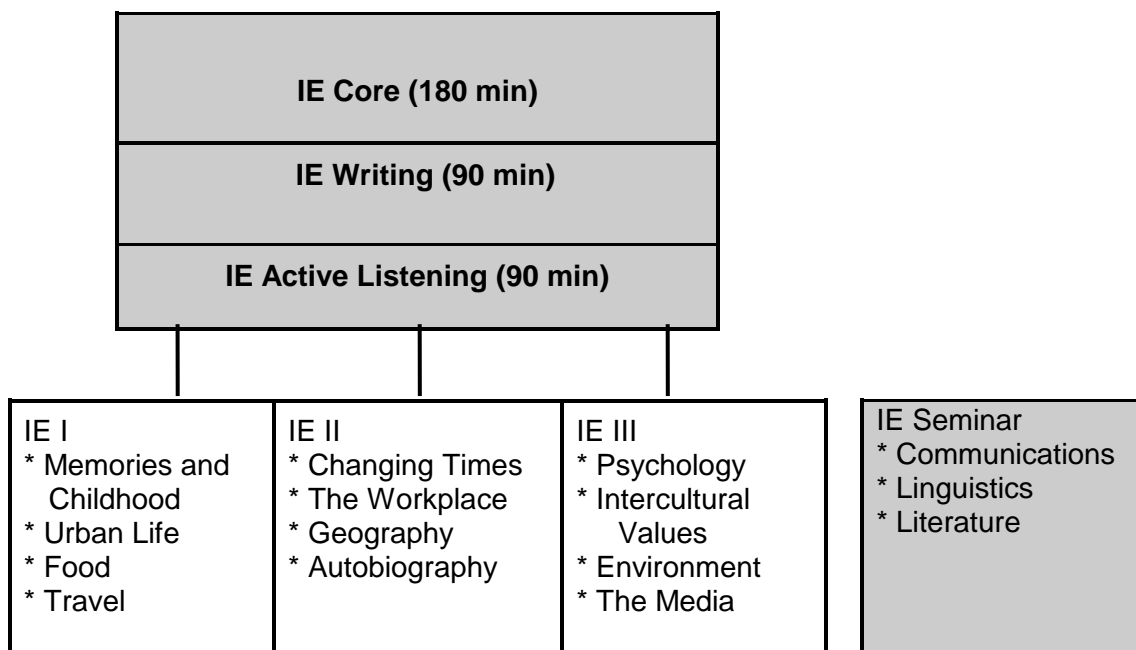 IE Core (180 min)
IE Writing (90 min)
IE Active Listening (90 min)
IE I
* Memories and
Childhood
* Urban Life
* Food
* Travel
IE II
* Changing Times
* The Workplace
* Geography
* Autobiography
IE III
* Psychology
* Intercultural
Values
* Environment
* The Media
IE Seminar
* Communications
* Linguistics
* Literature